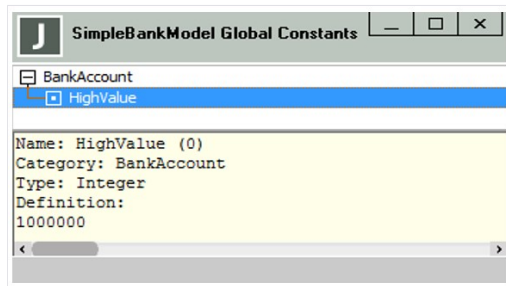 J SimpleBankModel Global Constants
BankAccount
HighValue
Name: HighValue (0)
Category: BankAccount
Type: Integer
Definition:
1000000